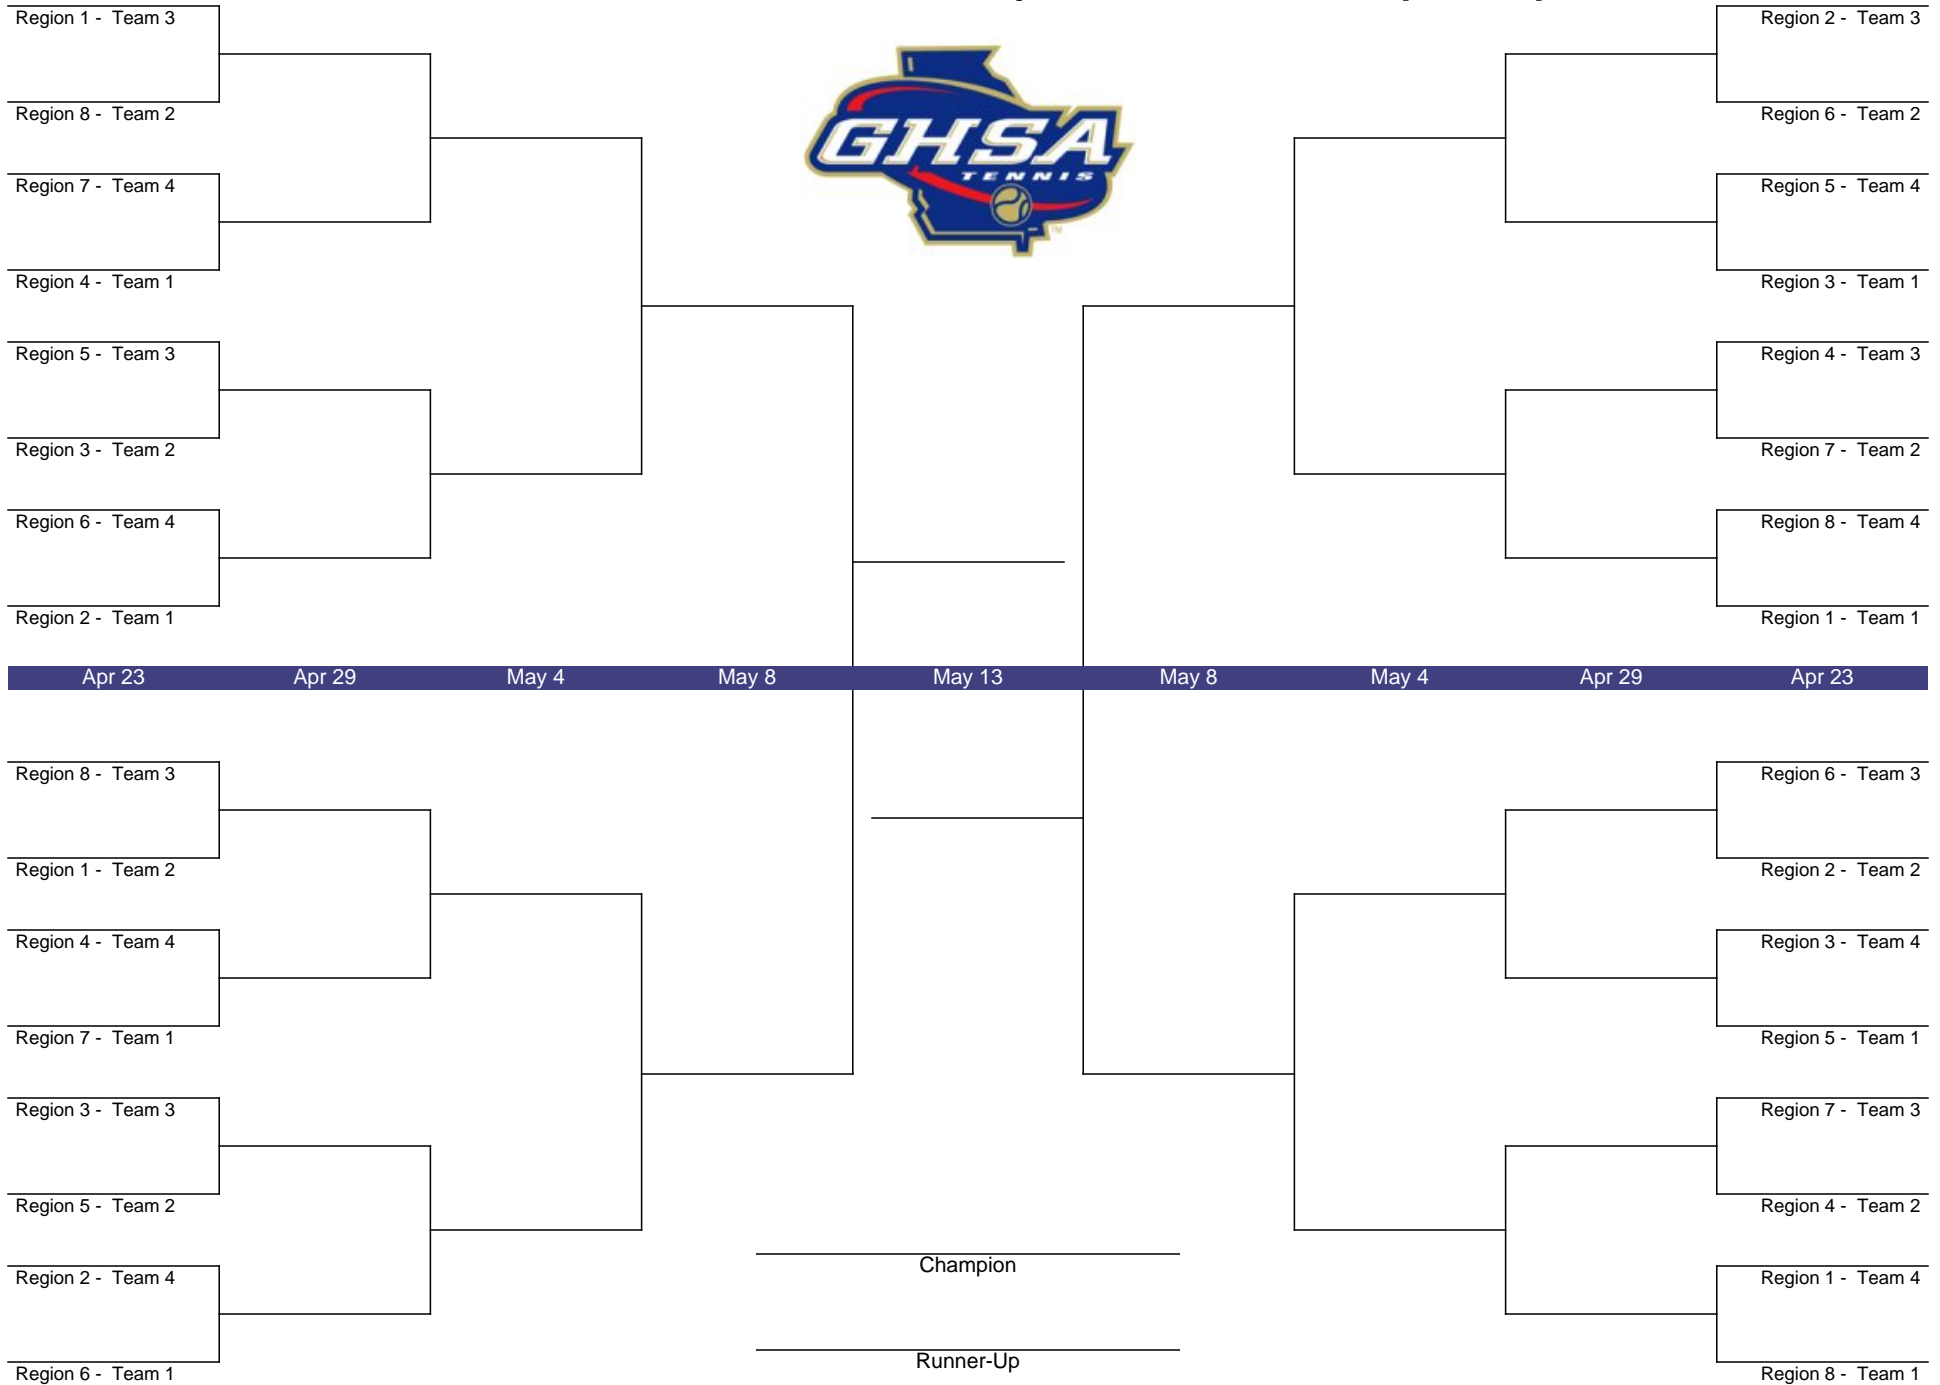 Region 1 - Team 3
Region 8 - Team 2
Region 7 - Team 4
Region 4 - Team 1
Region 5 - Team 3
Region 3 - Team 2
Region 6 - Team 4
Region 2 - Team 1
GHSA
TENNIS
TM
Region 2 - Team 3
Region 6 - Team 2
Region 5 - Team 4
Region 3 - Team 1
Region 4 - Team 3
Region 7 - Team 2
Region 8 - Team 4
Region 1 - Team 1
Apr 23 Apr 29 May 4 May 8 May 13 May 8 May 4 Apr 29 Apr 23
Region 8 - Team 3
Region 1 - Team 2
Region 4 - Team 4
Region 7 - Team 1
Region 3 - Team 3
Region 5 - Team 2
Region 2 - Team 4
Region 6 - Team 1
Champion
Runner-Up
Region 6 - Team 3
Region 2 - Team 2
Region 3 - Team 4
Region 5 - Team 1
Region 7 - Team 3
Region 4 - Team 2
Region 1 - Team 4
Region 8 - Team 1